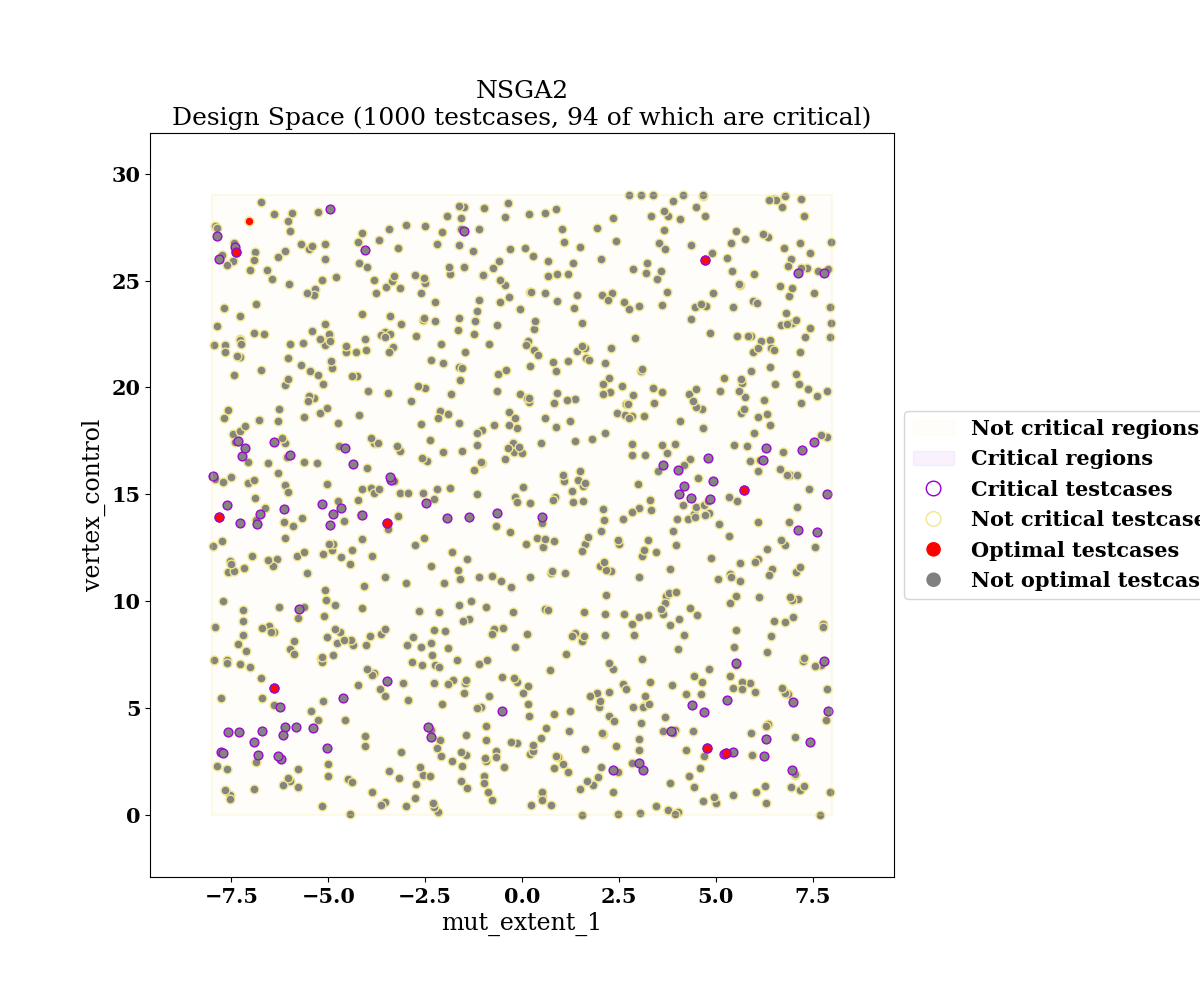 NSGA2
Design Space (1000 testcases, 94 of which are critical)
30
25
20
15
10
5
0
vertex_control
−7.5 −5.0 −2.5 0.0 2.5 5.0 7.5
mut_extent_1
Not critical regions
Critical regions
Critical testcases
Not critical testcase
Optimal testcases
Not optimal testcas